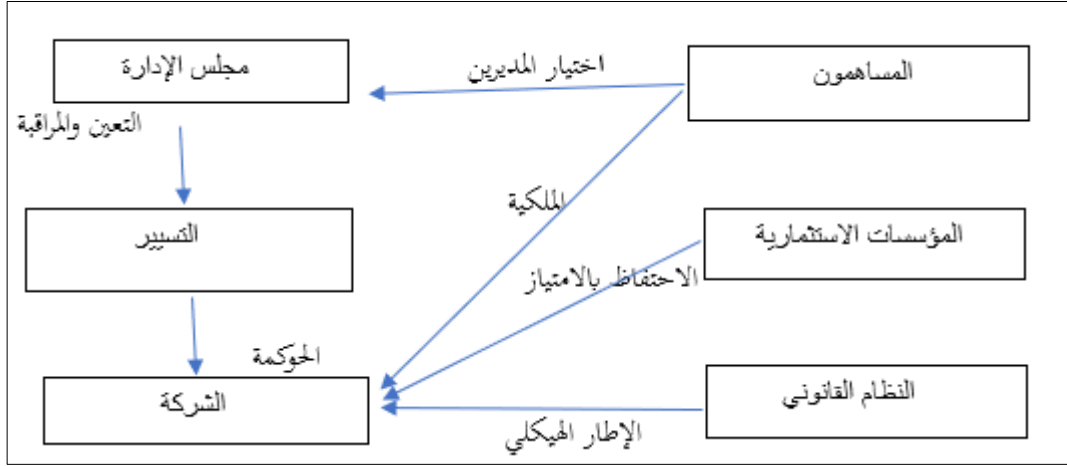 المساهمون
اختيار المديرين
مجلس الإدارة
التعين والمراقبة
الملكية
المؤسسات الاستثمارية
التسيير
الاحتفاظ بالامتياز
الحوكمة
النظام القانوني
الشركة
الإطار الهيكلي